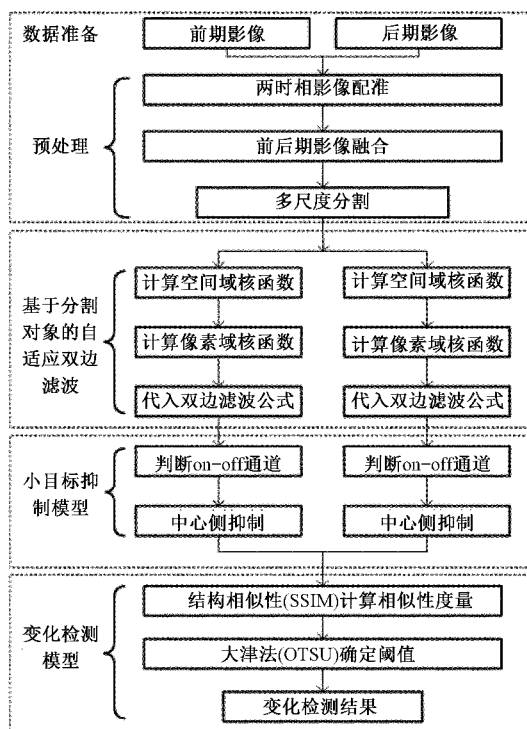 数据准备
前期影像
后期影像
两时相影像配准
预处理
前后期影像融合
多尺度分割
基于分割
对象的自
适应双边
滤波
计算空间域核函数
计算空间域核函数
计算像素域核函数
计算像素域核函数
代入双边滤波公式
代入双边滤波公式
小目标抑
制模型
判断on-off通道
判断on-off通道
中心侧抑制
中心侧抑制
变化检测
模型
结构相似性(SSIM)计算相似性度量
大津法(OTSU)确定阈值
变化检测结果